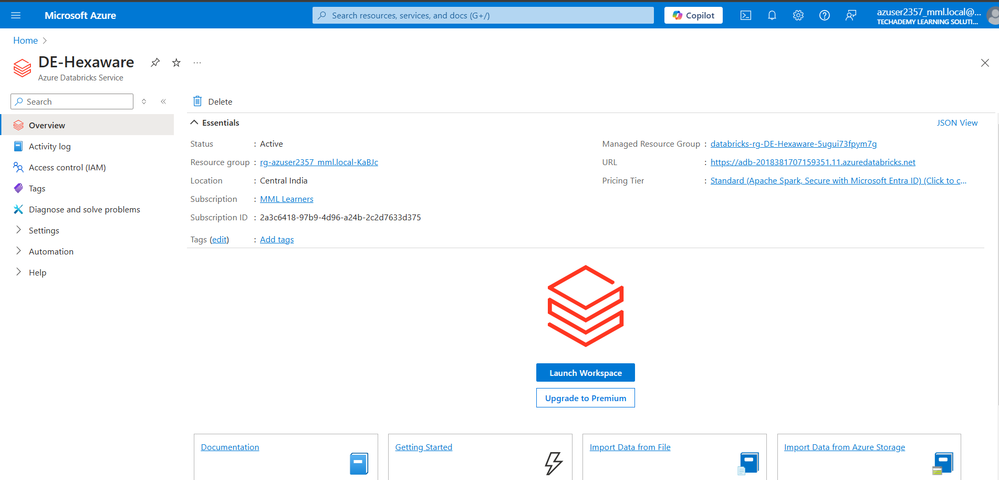 Microsoft Azure
Search resources, services, and docs (G+/)
Copilot
azuser2357_mml.local@...
TECHADEMY LEARNING SOLUTI...
Home
DE-Hexaware
...
Azure Databricks Service
Search
Delete
Overview
Activity log
Access control (IAM)
Tags
Diagnose and solve problems
Settings
Automation
Help
Essentials
JSON View
Status : Active
Resource group : rg-azuser2357_mml.local-KaBJc
Location : Central India
Subscription : MML Learners
Subscription ID : 2a3c6418-97b9-4d96-a24b-2c2d7633d375
Tags (edit) : Add tags
Managed Resource Group : databricks-rg-DE-Hexaware-5ugui73fpym7g
URL : https://adb-2018381707159351.11.azuredatabricks.net
Pricing Tier : Standard (Apache Spark, Secure with Microsoft Entra ID) (Click to c...
Launch Workspace
Upgrade to Premium
Documentation
Getting Started
Import Data from File
Import Data from Azure Storage